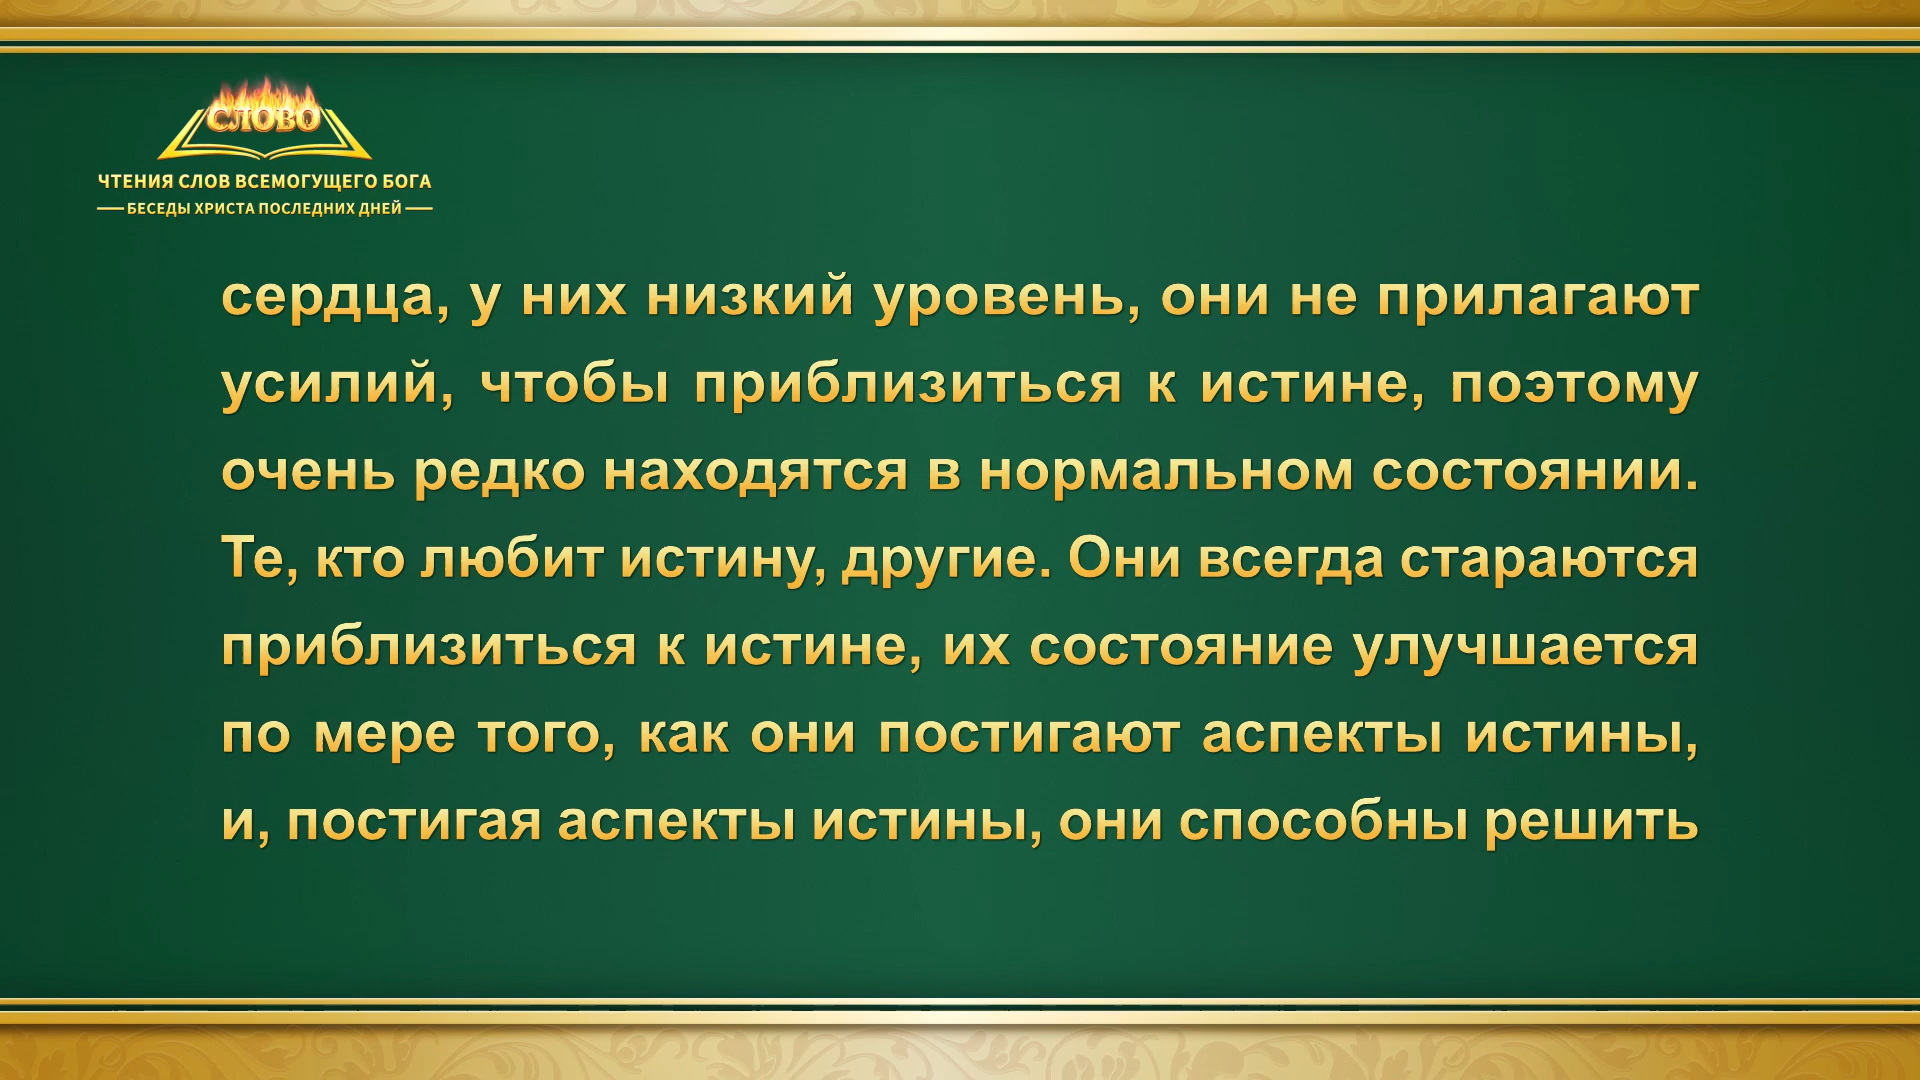 СЛОВО
ЧТЕНИЯ СЛОВ ВСЕМОГУЩЕГО БОГА
БЕСЕДЫ ХРИСТА ПОСЛЕДНИХ ДНЕЙ
сердца, у них низкий уровень, они не прилагают
усилий, чтобы приблизиться к истине, поэтому
очень редко находятся в нормальном состоянии.
Те, кто любит истину, другие. Они всегда стараются
приблизиться к истине, их состояние улучшается
по мере того, как они постигают аспекты истины,
и, постигая аспекты истины, они способны решить